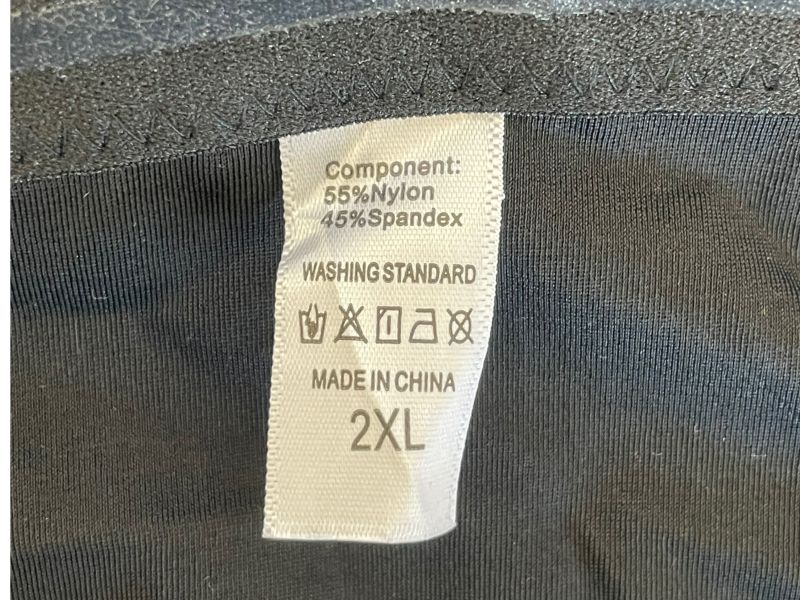 Component:
55%Nylon
45%Spandex
WASHING STANDARD
MADE IN CHINA
2XL